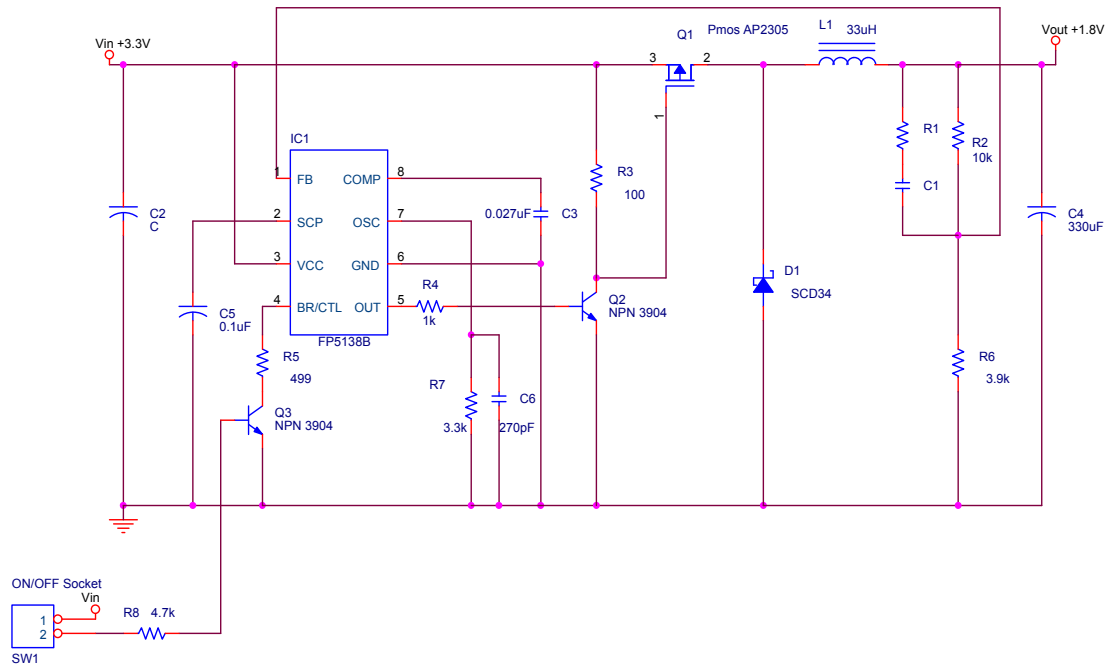 Vin +3.3V
Q1
Pmos AP2305
L1
33uH
Vout +1.8V
3
2
1
IC1
FP5138B
1
FB
COMP
8
2
SCP
OSC
7
3
VCC
GND
6
4
BR/CTL
OUT
5
R3
100
R1
R2
10k
C1
C2
C
0.027uF
C3
C4
330uF
C5
0.1uF
R4
1k
Q2
NPN 3904
D1
SCD34
R5
499
R7
3.3k
C6
270pF
R6
3.9k
Q3
NPN 3904
ON/OFF Socket
Vin
1
2
SW1
R8
4.7k